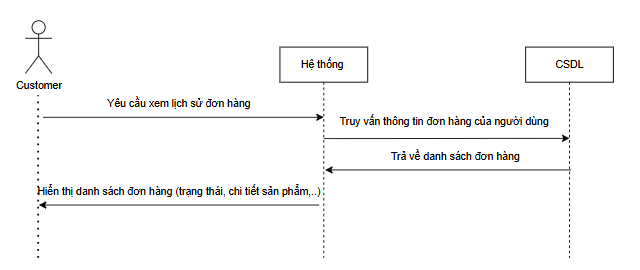 Hệ thống
CSDL
Customer
Yêu cầu xem lịch sử đơn hàng
Truy vấn thông tin đơn hàng của người dùng
Trả về danh sách đơn hàng
Hiển thị danh sách đơn hàng (trạng thái, chi tiết sản phẩm,..)